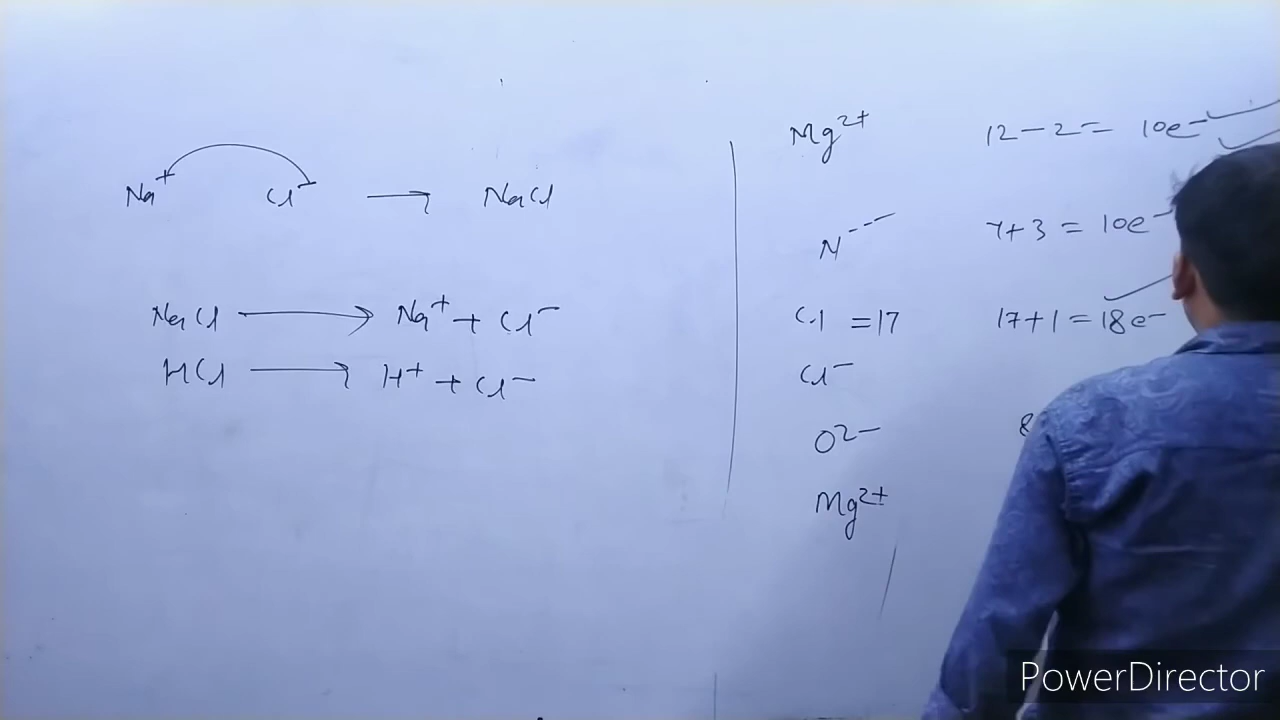 Na⁺ Cl⁻ → NaCl
NaCl → Na⁺ + Cl⁻
HCl → H⁺ + Cl⁻
Mg²⁺ 12 - 2 = 10e⁻
N--- 7 + 3 = 10e⁻
Cl = 17 17 + 1 = 18e⁻
Cl⁻
O²⁻ 8
Mg²⁺
PowerDirector